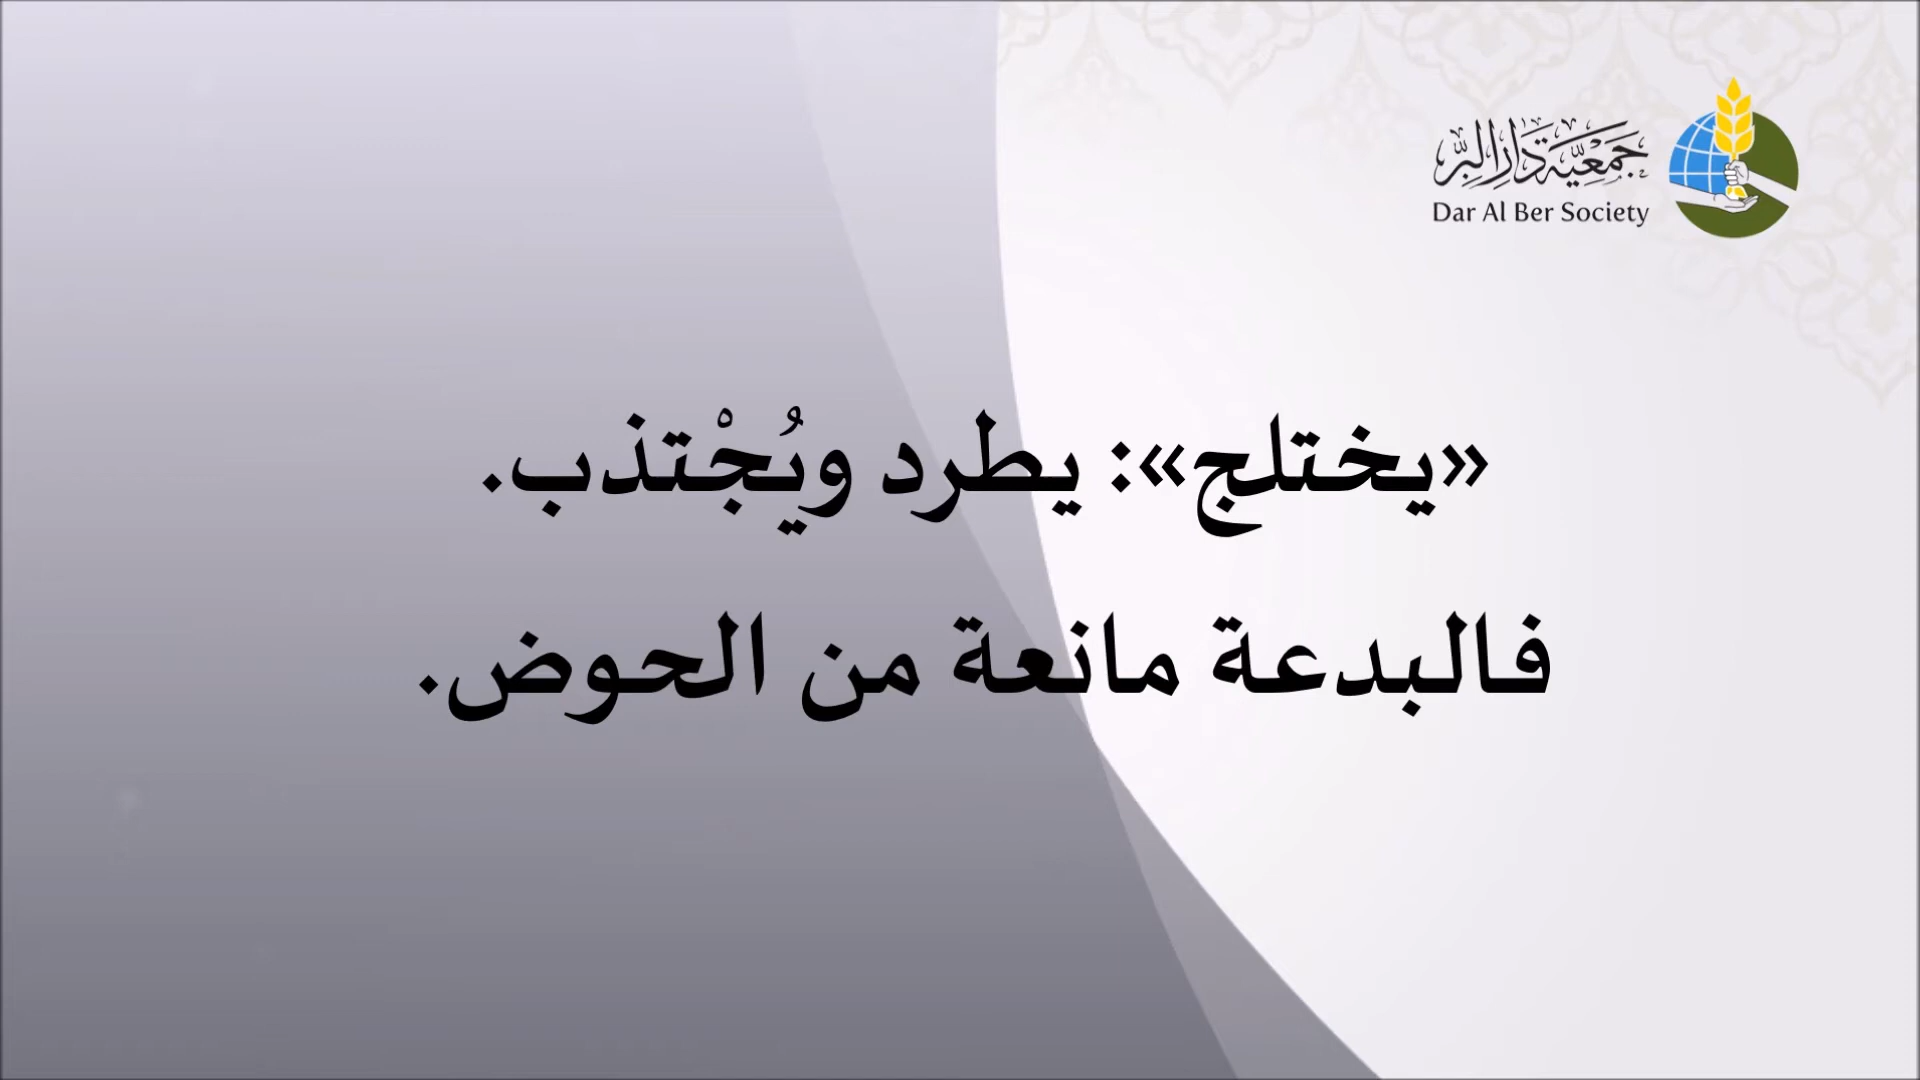 جمعية دار البر
Dar Al Ber Society
«يختلج»: يطرد ويُجْتذب.
فالبدعة مانعة من الحوض.